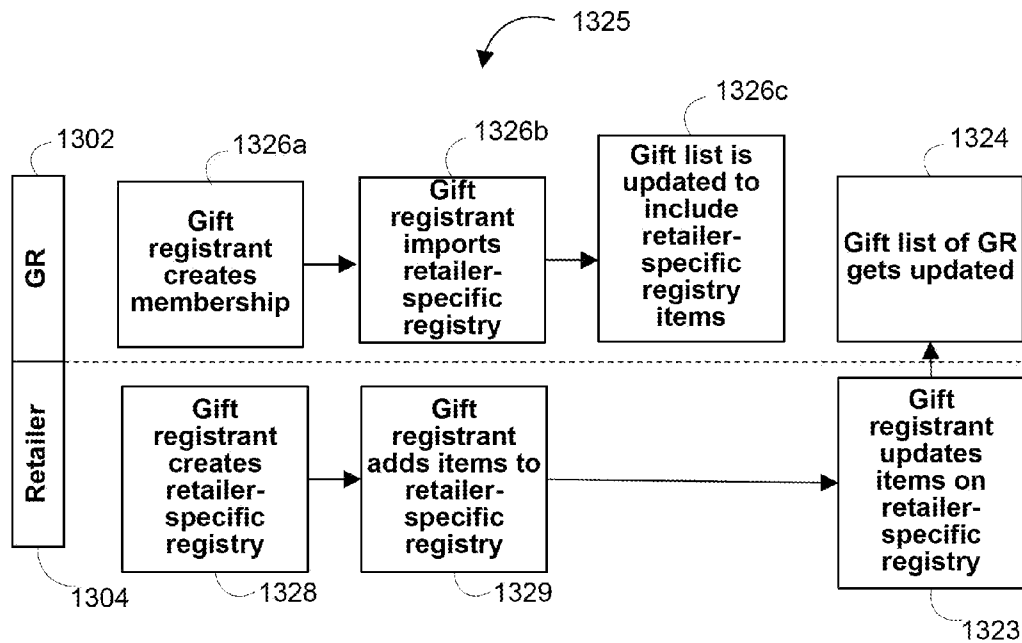 1325
1302
1326a
1326b
1326c
1324
GR
Gift
registrant
creates
membership
Gift
registrant
imports
retailer-
specific
registry
Gift list is
updated to
include
retailer-
specific
registry
items
Gift list of GR
gets updated
Retailer
Gift
registrant
creates
retailer-
specific
registry
Gift
registrant
adds items to
retailer-
specific
registry
Gift
registrant
updates
items on
retailer-
specific
registry
1304
1328
1329
1323